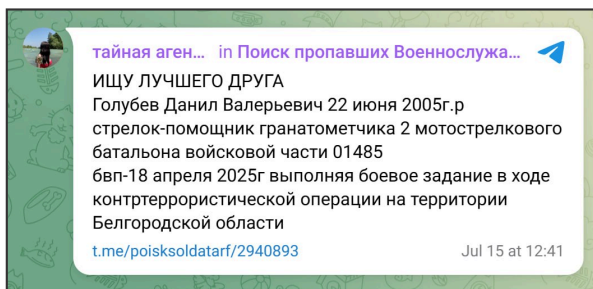 тайная аген... in Поиск пропавших Военнослужа...
ИЩУ ЛУЧШЕГО ДРУГА
Голубев Данил Валерьевич 22 июня 2005г.р
стрелок-помощник гранатометчика 2 мотострелкового
батальона войсковой части 01485
бвп-18 апреля 2025г выполняя боевое задание в ходе
контртеррористической операции на территории
Белгородской области
t.me/poisksoldatarf/2940893 Jul 15 at 12:41